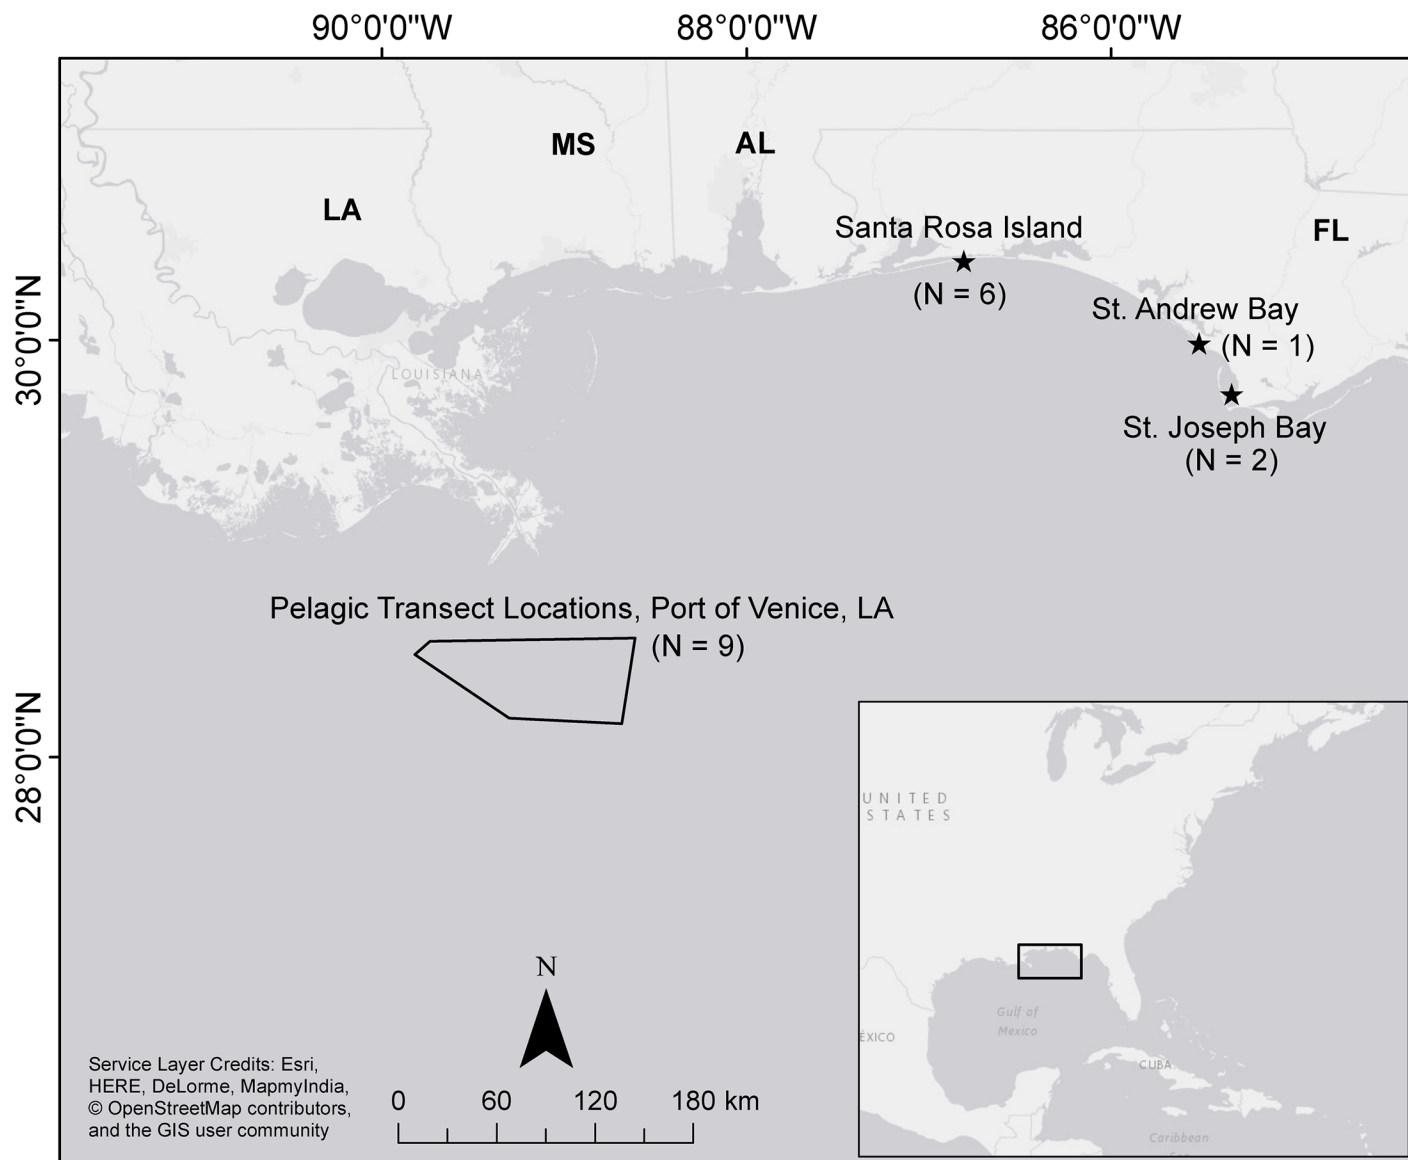 90°0'0"W
88°0'0"W
86°0'0"W
MS
AL
LA
FL
Santa Rosa Island
(N = 6)
St. Andrew Bay
(N = 1)
30°0'0"N
LOUISIANA
St. Joseph Bay
(N = 2)
Pelagic Transect Locations, Port of Venice, LA
(N = 9)
28°0'0"N
UNITED
STATES
Gulf of
Mexico
ÉXICO
CUBA
Caribbean
N
Service Layer Credits: Esri,
HERE, DeLorme, MapmyIndia,
© OpenStreetMap contributors,
and the GIS user community
0 60 120 180 km